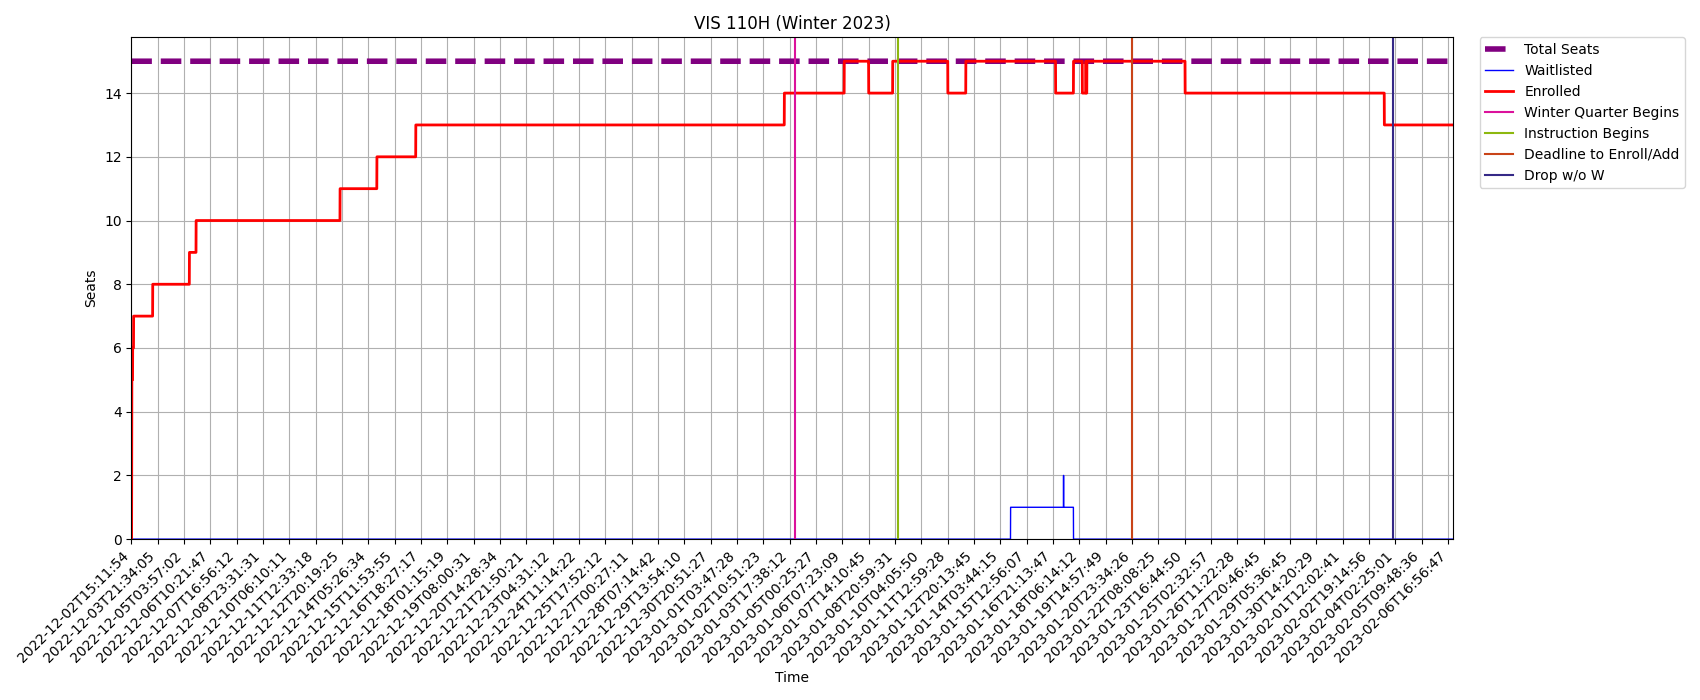 VIS 110H (Winter 2023)
Total Seats
Waitlisted
Enrolled
Winter Quarter Begins
Instruction Begins
Deadline to Enroll/Add
Drop w/o W
Seats
14
12
10
8
6
4
2
0
2022-12-02T15:11:54
2022-12-03T21:34:05
2022-12-05T03:57:02
2022-12-06T10:21:47
2022-12-07T16:56:12
2022-12-08T23:31:31
2022-12-10T06:10:11
2022-12-11T12:33:18
2022-12-12T20:19:25
2022-12-14T05:26:34
2022-12-15T11:53:55
2022-12-16T18:27:17
2022-12-18T01:15:19
2022-12-19T08:00:31
2022-12-20T14:28:34
2022-12-21T21:50:21
2022-12-23T04:31:12
2022-12-24T11:14:22
2022-12-25T17:52:12
2022-12-27T00:27:11
2022-12-28T07:14:42
2022-12-29T13:54:10
2022-12-30T20:51:27
2023-01-01T03:47:28
2023-01-02T10:51:23
2023-01-03T17:38:12
2023-01-05T00:25:27
2023-01-06T07:23:09
2023-01-07T14:10:45
2023-01-08T20:59:31
2023-01-10T04:05:50
2023-01-11T12:59:28
2023-01-12T20:13:45
2023-01-14T03:44:15
2023-01-15T12:56:07
2023-01-16T21:13:47
2023-01-18T06:14:12
2023-01-19T14:57:49
2023-01-20T23:34:26
2023-01-22T08:08:25
2023-01-23T16:44:50
2023-01-25T02:32:57
2023-01-26T11:22:28
2023-01-27T20:46:45
2023-01-29T05:36:45
2023-01-30T14:20:29
2023-02-01T12:02:41
2023-02-02T19:14:56
2023-02-04T02:25:01
2023-02-05T09:48:36
2023-02-06T16:56:47
Time